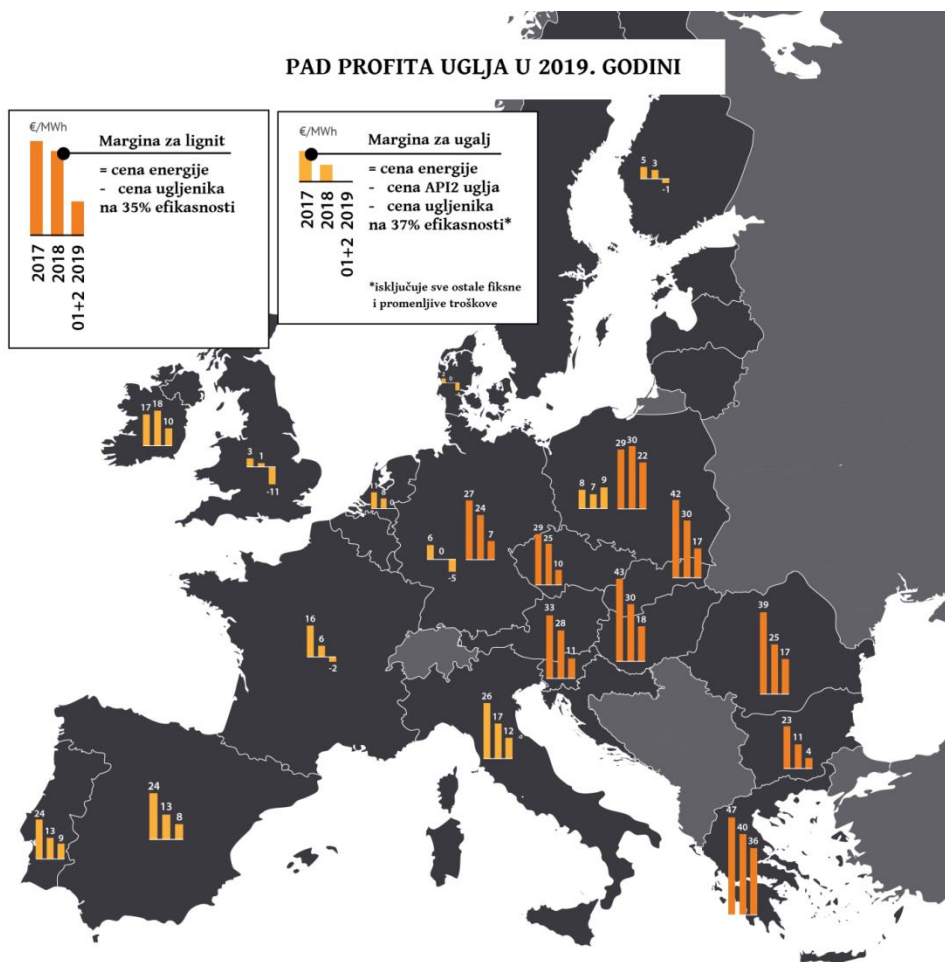 PAD PROFITA UGLJA U 2019. GODINI
€/MWh
Margina za lignit
= cena energije
- cena ugljenika
na 35% efikasnosti
2017
2018
01+2 2019
€/MWh
Margina za ugalj
= cena energije
- cena API2 uglja
- cena ugljenika
na 37% efikasnosti*
2017
2018
01+2 2019
*isključuje sve ostale fiksne
i promenljive troškove
5 3 -1
2 0
17 18 10
3 1 -11
11 8 0
8 7 9
29 30 22
27 24 7
6 0 -5
42 30 17
29 25 10
43 30 18
33 28 11
39 25 17
16 6 -2
26 17 12
23 11 4
24 13 8
24 13 9
47 40 36